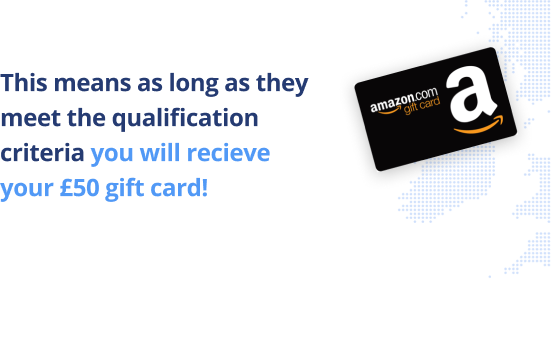 This means as long as they
meet the qualification
criteria you will recieve
your £50 gift card!
amazon.com
gift card
a